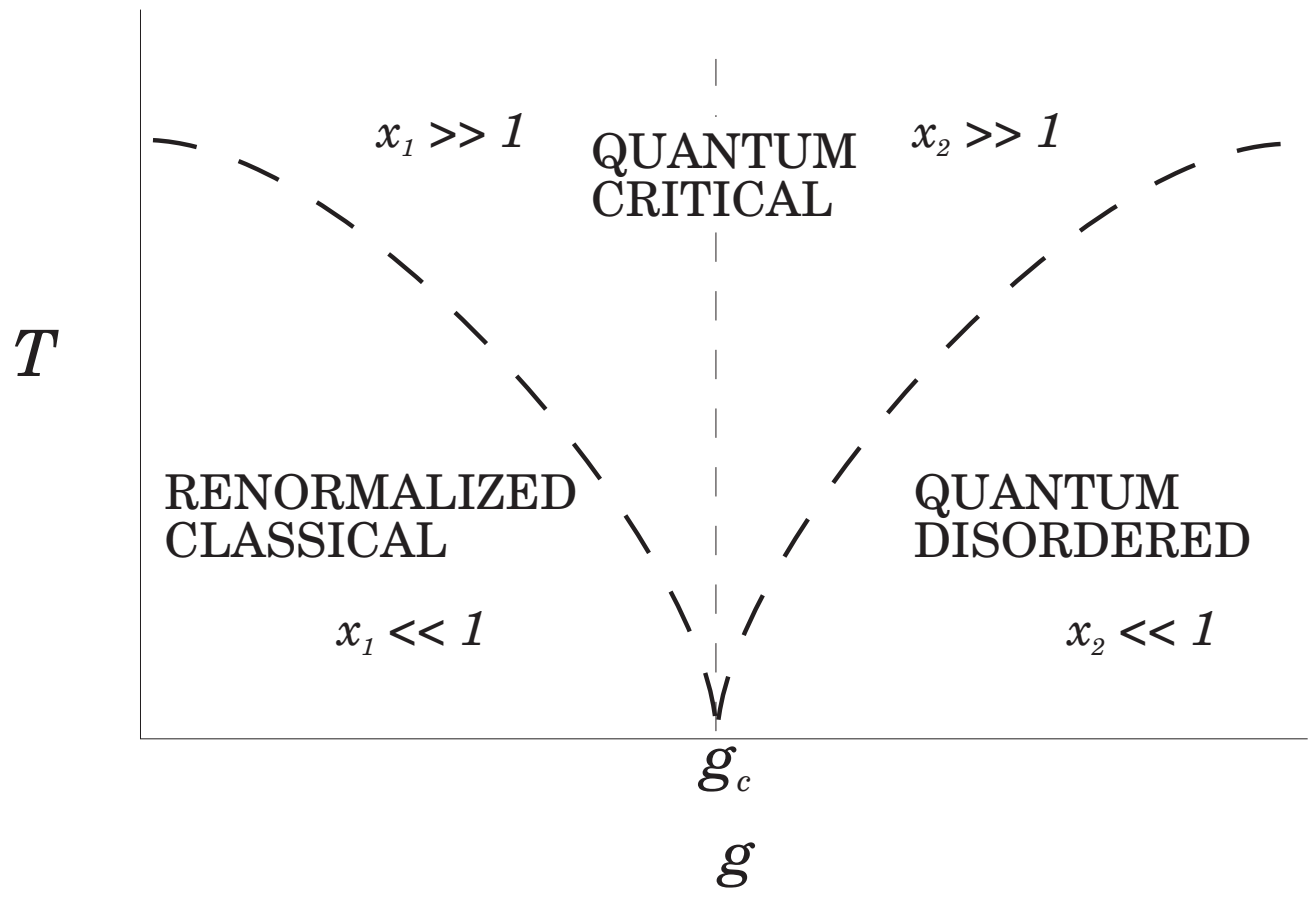 x₁ >> 1
QUANTUM
CRITICAL
x₂ >> 1
T
RENORMALIZED
CLASSICAL
QUANTUM
DISORDERED
x₁ << 1
x₂ << 1
g_c
g